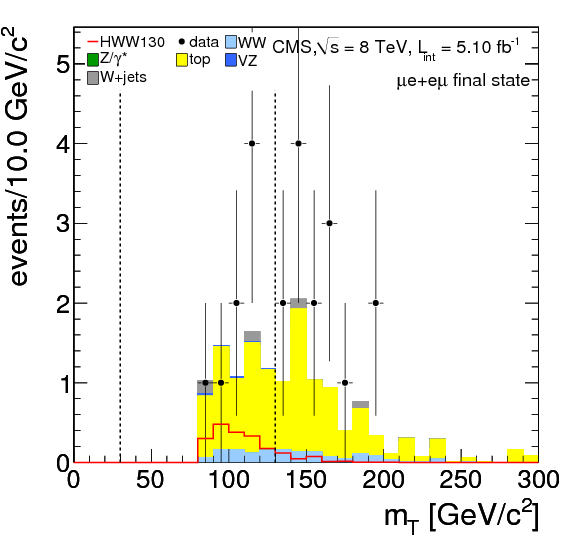 HWW130 data WW CMS,√s = 8 TeV, L_int = 5.10 fb⁻¹
Z/γ* top VZ
W+jets μe+eμ final state
events/10.0 GeV/c²
5
4
3
2
1
0
0 50 100 150 200 250 300
m_T [GeV/c²]